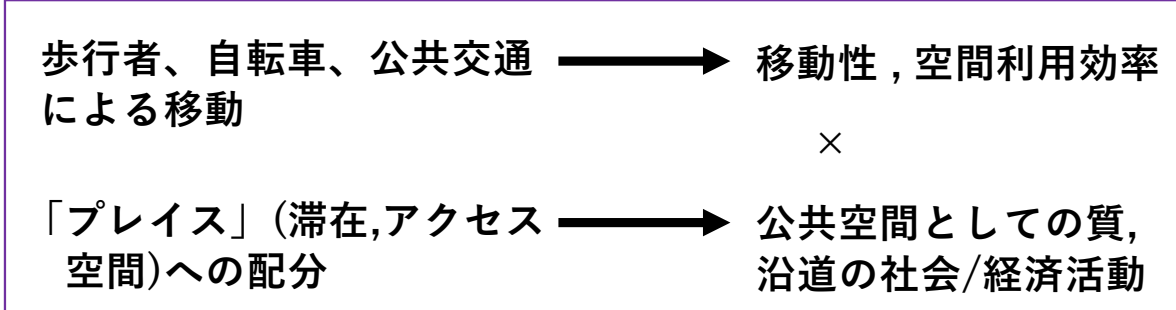 歩行者、自転車、公共交通
による移動
移動性 , 空間利用効率
×
「プレイス」(滞在,アクセス
空間)への配分
公共空間としての質,
沿道の社会/経済活動